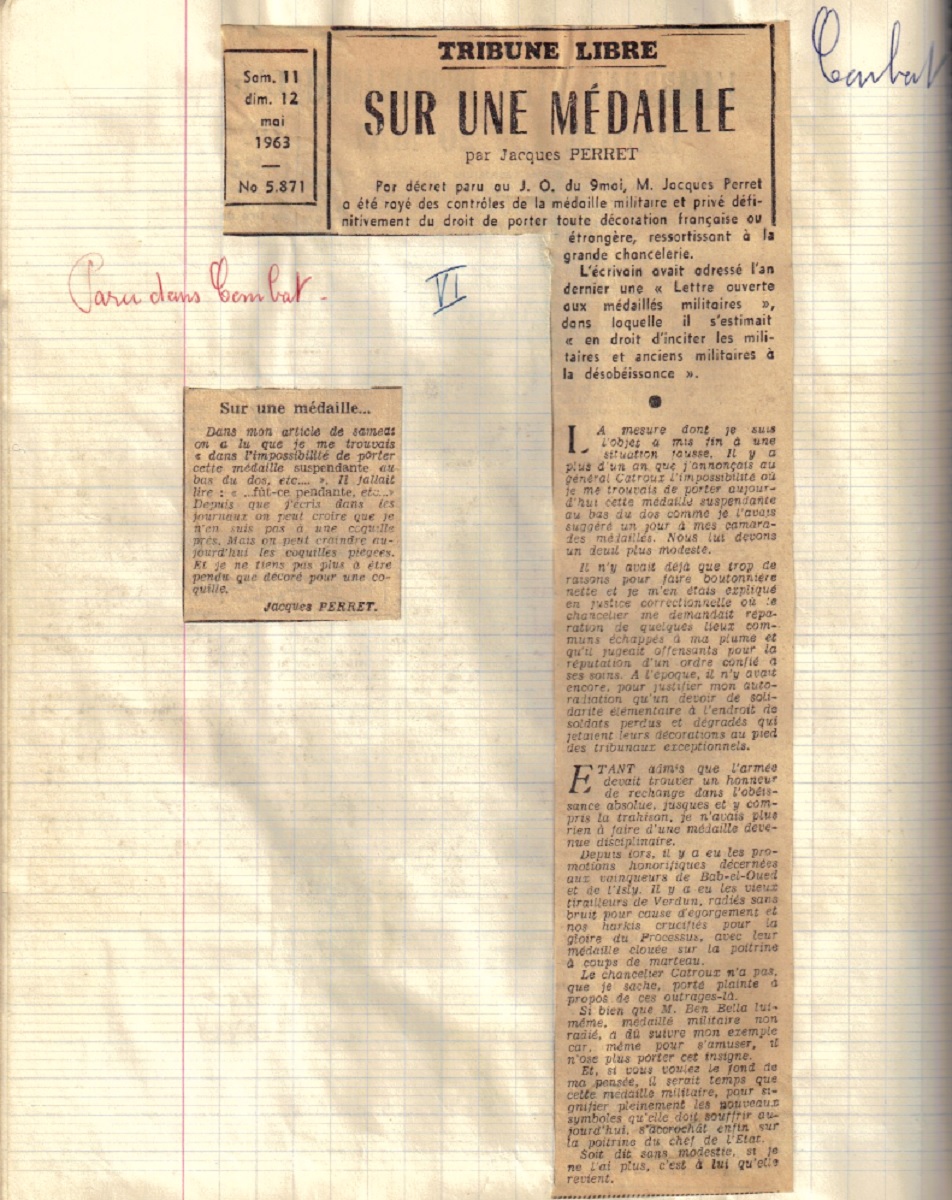 Combat
Sam. 11
dim. 12
mai
1963
—
No 5.871
TRIBUNE LIBRE
SUR UNE MÉDAILLE
par Jacques PERRET
Par décret paru au J. O. du 9mai, M. Jacques Perret
a été rayé des contrôles de la médaille militaire et privé défi-
nitivement du droit de porter toute décoration française ou
étrangère, ressortissant à la
grande chancelerie.
L'écrivain avait adressé l'an
dernier une « Lettre ouverte
aux médaillés militaires »,
dans laquelle il s'estimait
« en droit d'inciter les mili-
taires et anciens militaires à
la désobéissance ».
LA mesure dont je suis
l'objet a mis fin à une
situation fausse. Il y a
plus d'un an que j'annonçais au
général Catroux l'impossibilité où
je me trouvais de porter aujour-
d'hui cette médaille suspendante
au bas du dos comme je l'avais
suggéré un jour à mes camara-
des médaillés. Nous lui devons
un deuil plus modeste.
Il n'y avait déjà que trop de
raisons pour faire boutonnière
nette et je m'en étais expliqué
en justice correctionnelle où le
chancelier me demandait répa-
ration de quelques lieux com-
muns échappés à ma plume et
qu'il jugeait offensants pour la
réputation d'un ordre confié à
ses soins. A l'époque, il n'y avait
encore, pour justifier mon auto-
radiation qu'un devoir de soli-
darité élémentaire à l'endroit de
soldats perdus et dégradés qui
jetaient leurs décorations au pied
des tribunaux exceptionnels.
ETANT admis que l'armée
devait trouver un honneur
de rechange dans l'obéis-
sance absolue, jusques et y com-
pris la trahison, je n'avais plus
rien à faire d'une médaille deve-
nue disciplinaire.
Depuis lors, il y a eu les pro-
motions honorifiques décernées
aux vainqueurs de Bab-el-Oued
et de l'Isly. Il y a eu les vieux
tirailleurs de Verdun, radiés sans
bruit pour cause d'égorgement et
nos harkis crucifiés pour la
gloire du Processus, avec leur
médaille clouée sur la poitrine
à coups de marteau.
Le chancelier Catroux n'a pas,
que je sache, porté plainte à
propos de ces outrages-là.
Si bien que M. Ben Bella lui-
même, médaillé militaire non
radié, a dû suivre mon exemple
car, même pour s'amuser, il
n'ose plus porter cet insigne.
Et, si vous voulez le fond de
ma pensée, il serait temps que
cette médaille militaire, pour si-
gnifier pleinement les nouveaux
symboles qu'elle doit souffrir au-
jourd'hui, s'accrochât enfin sur
la poitrine du chef de l'Etat.
Soit dit sans modestie, si je
ne l'ai plus, c'est à lui qu'elle
revient.
Paru dans Combat.
VI
Sur une médaille...
Dans mon article de samedi
on a lu que je me trouvais
« dans l'impossibilité de porter
cette médaille suspendante au
bas du dos, etc.... ». Il fallait
lire : « ...fût-ce pendante, etc...»
Depuis que j'écris dans les
journaux on peut croire que je
n'en suis pas à une coquille
près. Mais on peut craindre au-
jourd'hui les coquilles piégées.
Et je ne tiens pas plus à être
pendu que décoré pour une co-
quille.
Jacques PERRET.